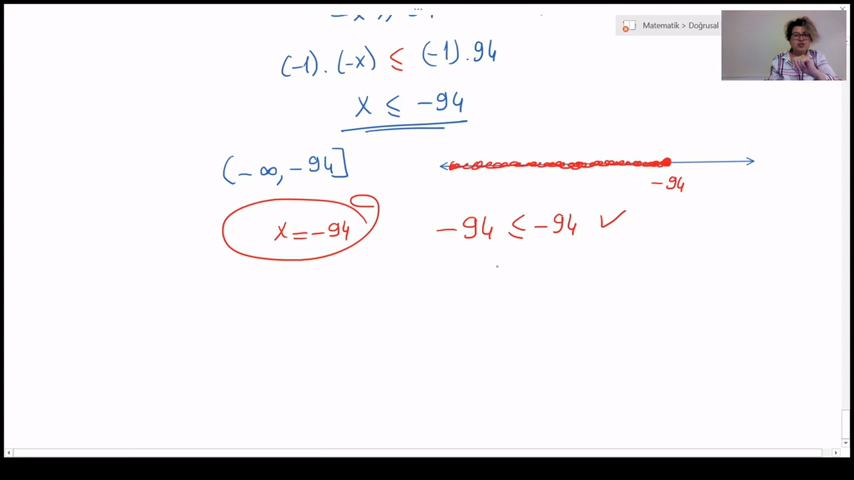 Matematik > Doğrusal
(-1).(-x) ≤ (-1).94
x ≤ -94
(-∞, -94]
-94
x = -94
-94 ≤ -94 ✓